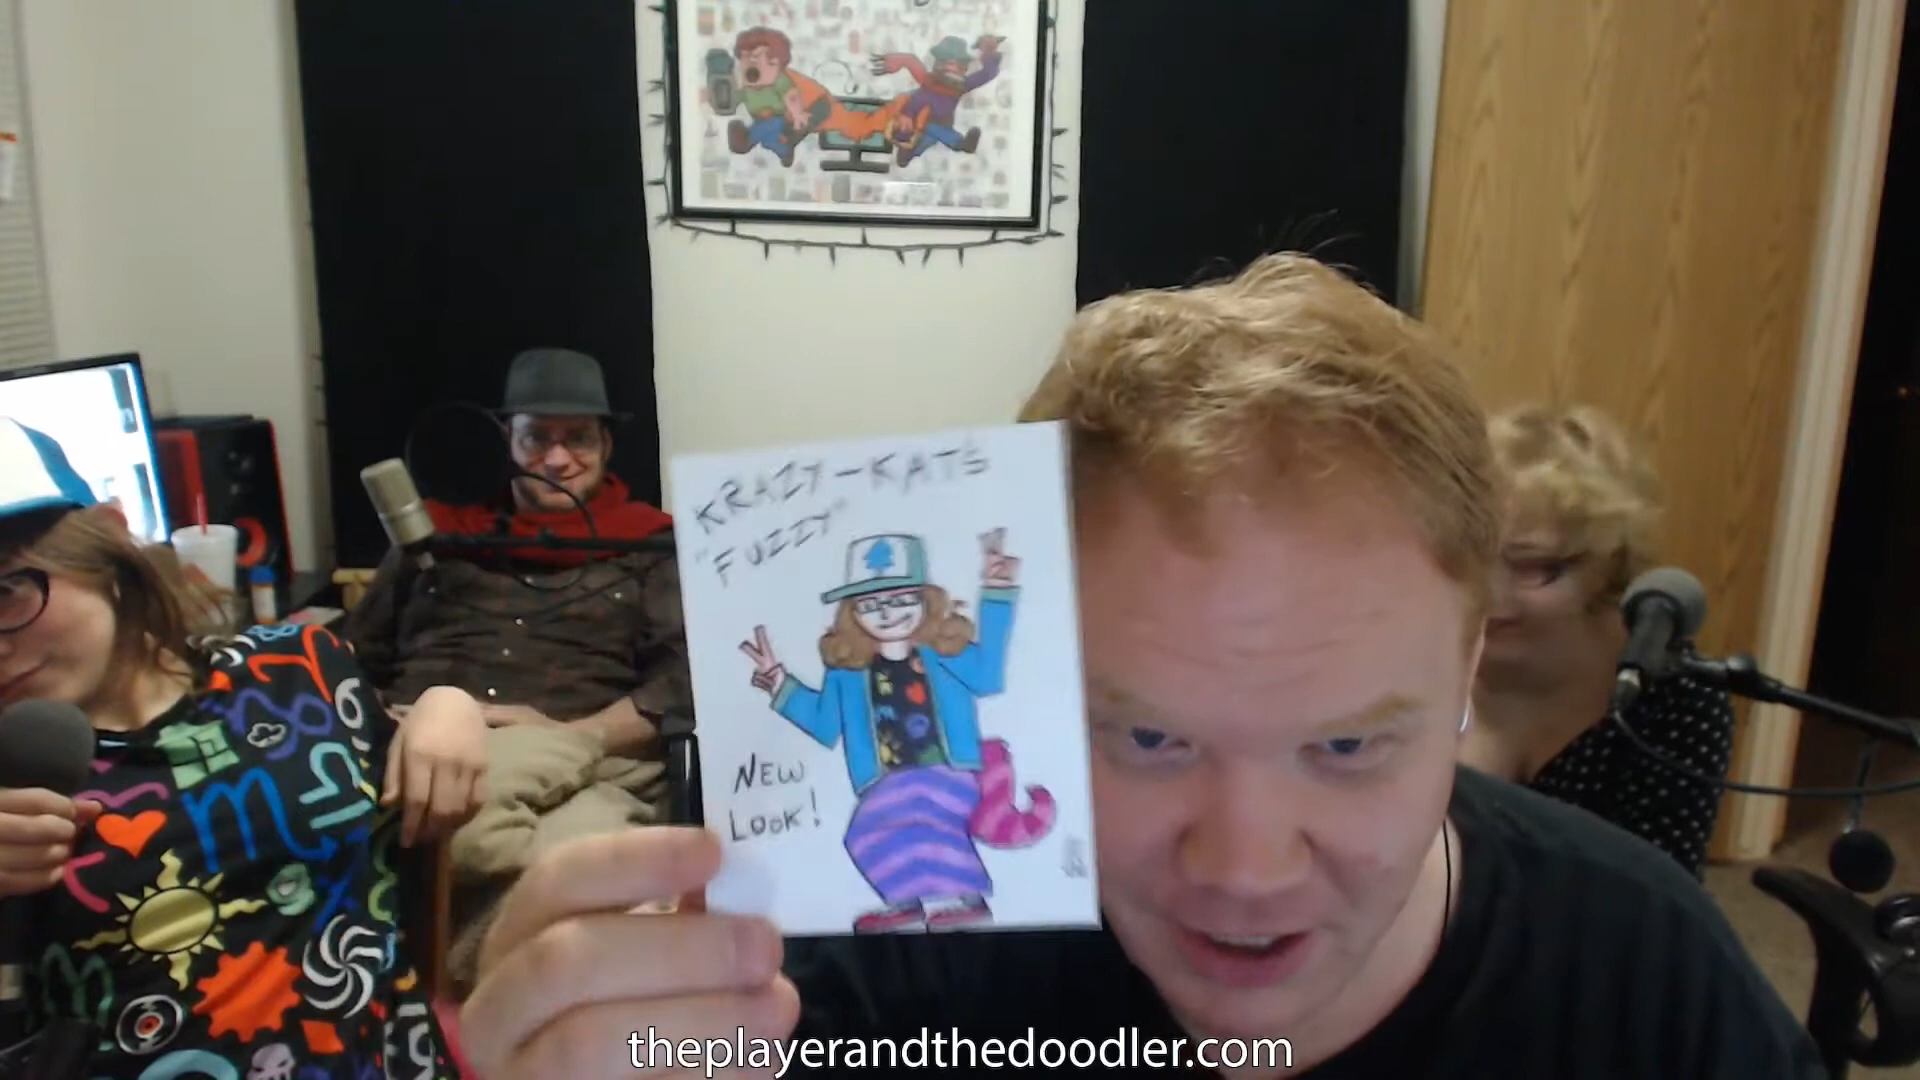 KRAZY-KATS
"FUZZY"
NEW
LOOK!
theplayerandthedoodler.com